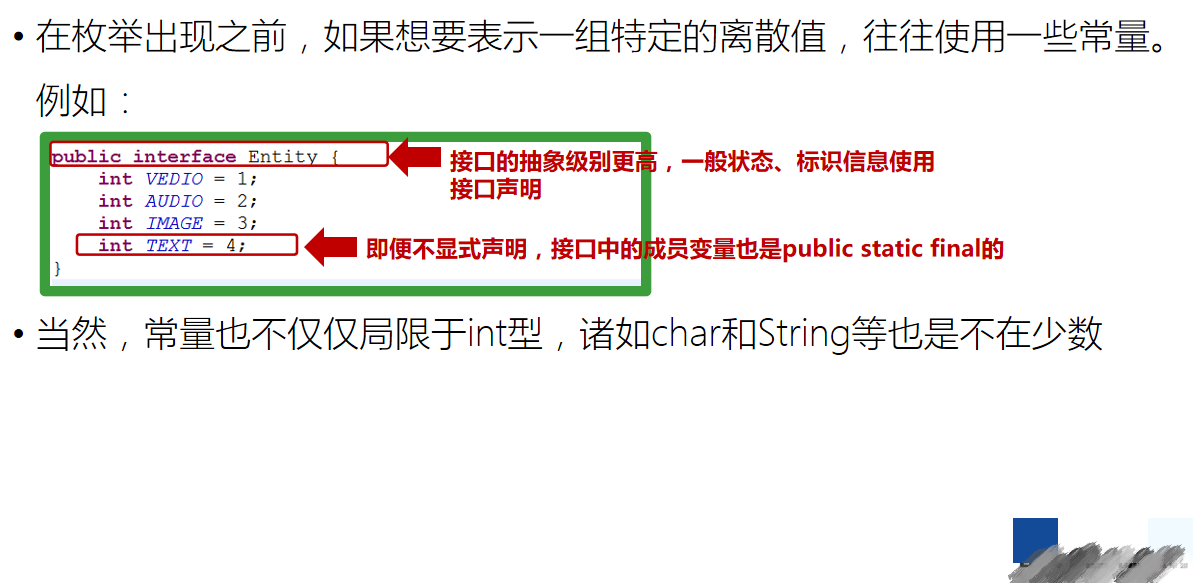 • 在枚举出现之前，如果想要表示一组特定的离散值，往往使用一些常量。
例如：
public interface Entity {
接口的抽象级别更高，一般状态、标识信息使用
接口声明
int VEDIO = 1;
int AUDIO = 2;
int IMAGE = 3;
int TEXT = 4;
即便不显式声明，接口中的成员变量也是public static final的
}
• 当然，常量也不仅仅局限于int型，诸如char和String等也是不在少数